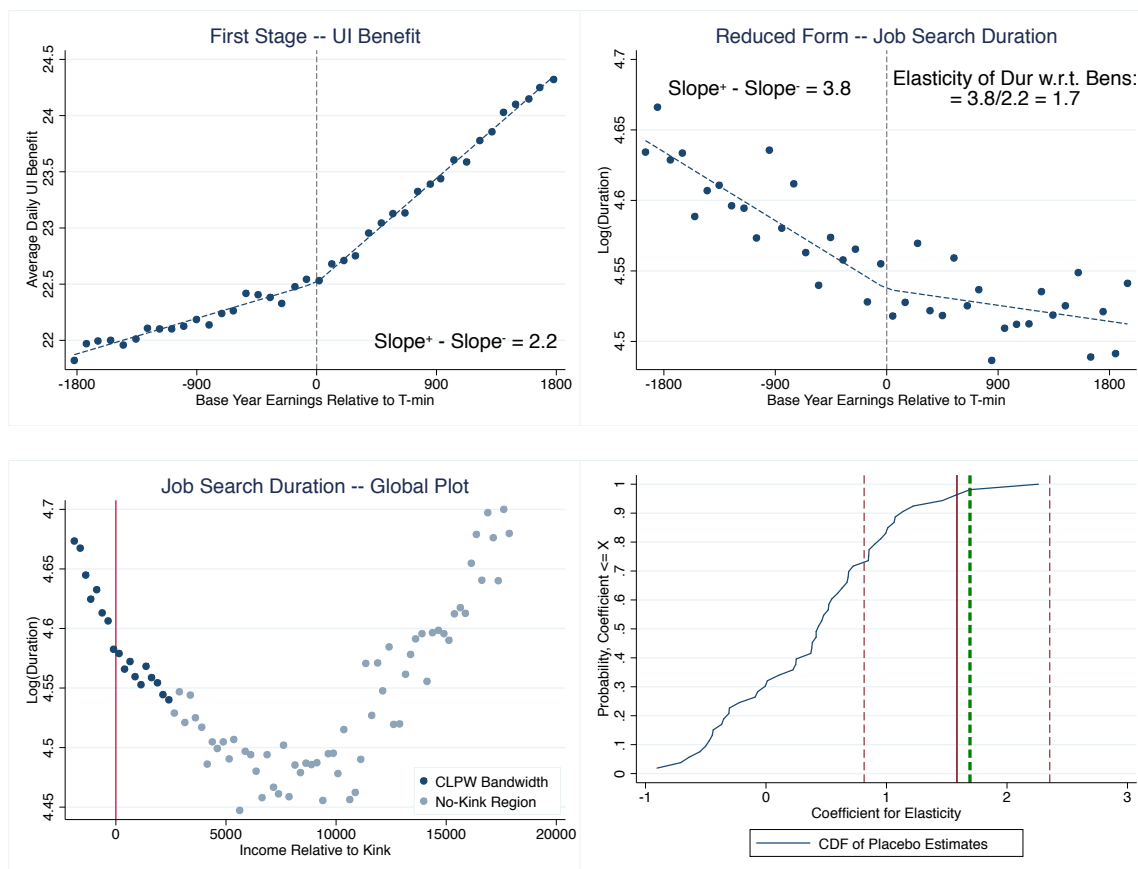 First Stage -- UI Benefit
Average Daily UI Benefit
24.5
24
23.5
23
22.5
22
Slope⁺ - Slope⁻ = 2.2
-1800
-900
0
900
1800
Base Year Earnings Relative to T-min
Reduced Form -- Job Search Duration
Log(Duration)
4.7
4.65
4.6
4.55
4.5
Slope⁺ - Slope⁻ = 3.8
Elasticity of Dur w.r.t. Bens:
= 3.8/2.2 = 1.7
-1800
-900
0
900
1800
Base Year Earnings Relative to T-min
Job Search Duration -- Global Plot
Log(Duration)
4.7
4.65
4.6
4.55
4.5
4.45
CLPW Bandwidth
No-Kink Region
0
5000
10000
15000
20000
Income Relative to Kink
Probability, Coefficient <= X
1
.9
.8
.7
.6
.5
.4
.3
.2
.1
0
-1
0
1
2
3
Coefficient for Elasticity
CDF of Placebo Estimates